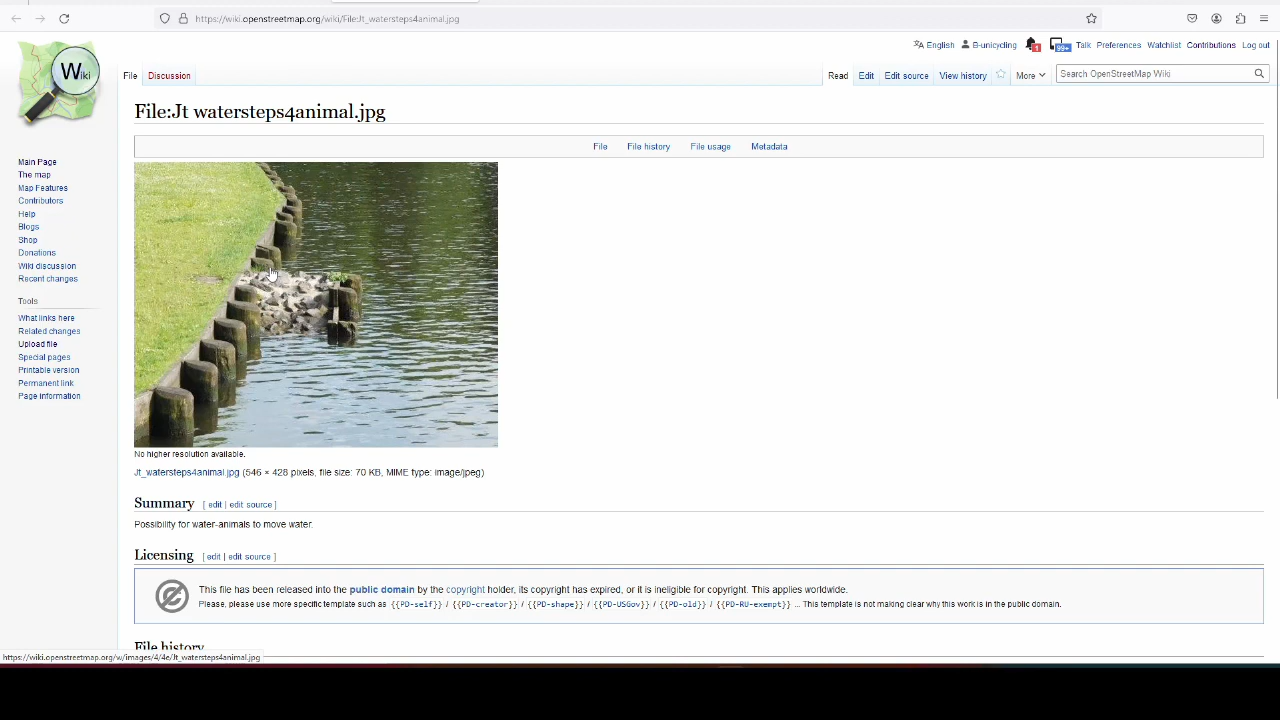 https://wiki.openstreetmap.org/wiki/File:Jt_watersteps4animal.jpg
English B-unicycling 1 99+ Talk Preferences Watchlist Contributions Log out
Wiki
File Discussion Read Edit Edit source View history More Search OpenStreetMap Wiki
File:Jt watersteps4animal.jpg
File File history File usage Metadata
Main Page
The map
Map Features
Contributors
Help
Blogs
Shop
Donations
Wiki discussion
Recent changes
Tools
What links here
Related changes
Upload file
Special pages
Printable version
Permanent link
Page information
No higher resolution available.
Jt_watersteps4animal.jpg (546 × 428 pixels, file size: 70 KB, MIME type: image/jpeg)
Summary [ edit | edit source ]
Possibility for water-animals to move water.
Licensing [ edit | edit source ]
This file has been released into the public domain by the copyright holder, its copyright has expired, or it is ineligible for copyright. This applies worldwide.
Please, please use more specific template such as {{PD-self}} / {{PD-creator}} / {{PD-shape}} / {{PD-USGov}} / {{PD-old}} / {{PD-RU-exempt}} ... This template is not making clear why this work is in the public domain.
File history
https://wiki.openstreetmap.org/w/images/4/4e/Jt_watersteps4animal.jpg